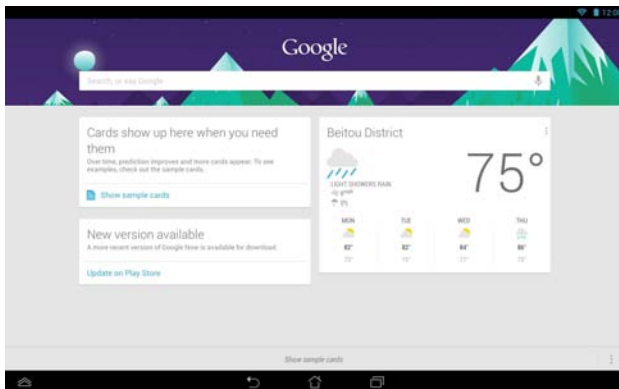 12:0
Google
Search, or say Google
Cards show up here when you need
them
Over time, prediction improves and more cards appear. To see
examples, check out the sample cards.
Show sample cards
New version available
A more recent version of Google Now is available for download.
Update on Play Store
Beitou District
75°
LIGHT SHOWERS RAIN
MON TUE WED THU
82° 82° 84° 86°
Show sample cards